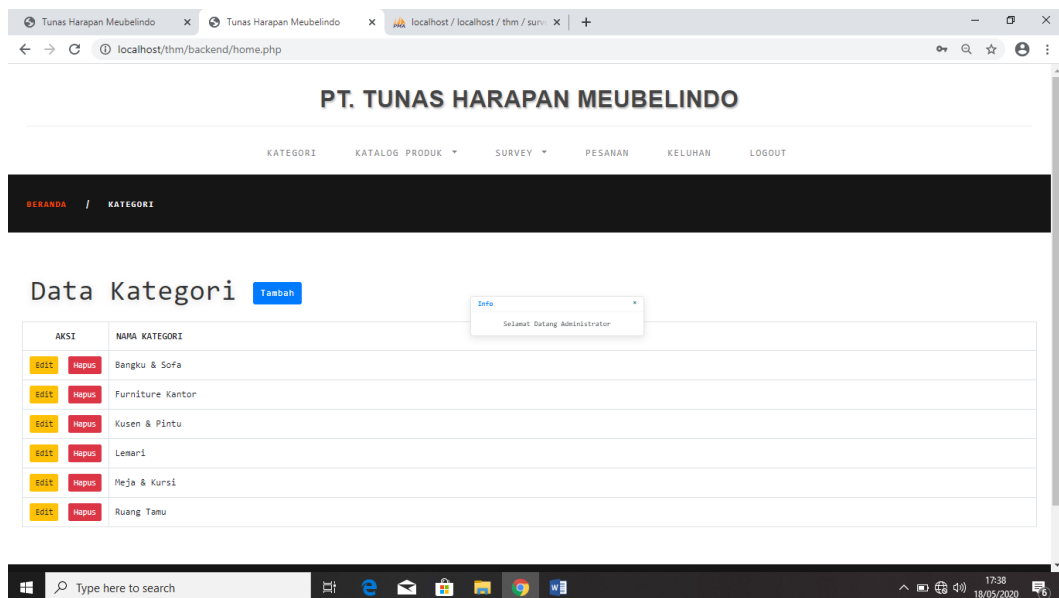 Tunas Harapan Meubelindo Tunas Harapan Meubelindo localhost / localhost / thm / surv
localhost/thm/backend/home.php
PT. TUNAS HARAPAN MEUBELINDO
KATEGORI KATALOG PRODUK SURVEY PESANAN KELUHAN LOGOUT
BERANDA / KATEGORI
Data Kategori Tambah
Info ×
Selamat Datang Administrator
AKSI NAMA KATEGORI
Edit Hapus Bangku & Sofa
Edit Hapus Furniture Kantor
Edit Hapus Kusen & Pintu
Edit Hapus Lemari
Edit Hapus Meja & Kursi
Edit Hapus Ruang Tamu
Type here to search
17:38
18/05/2020